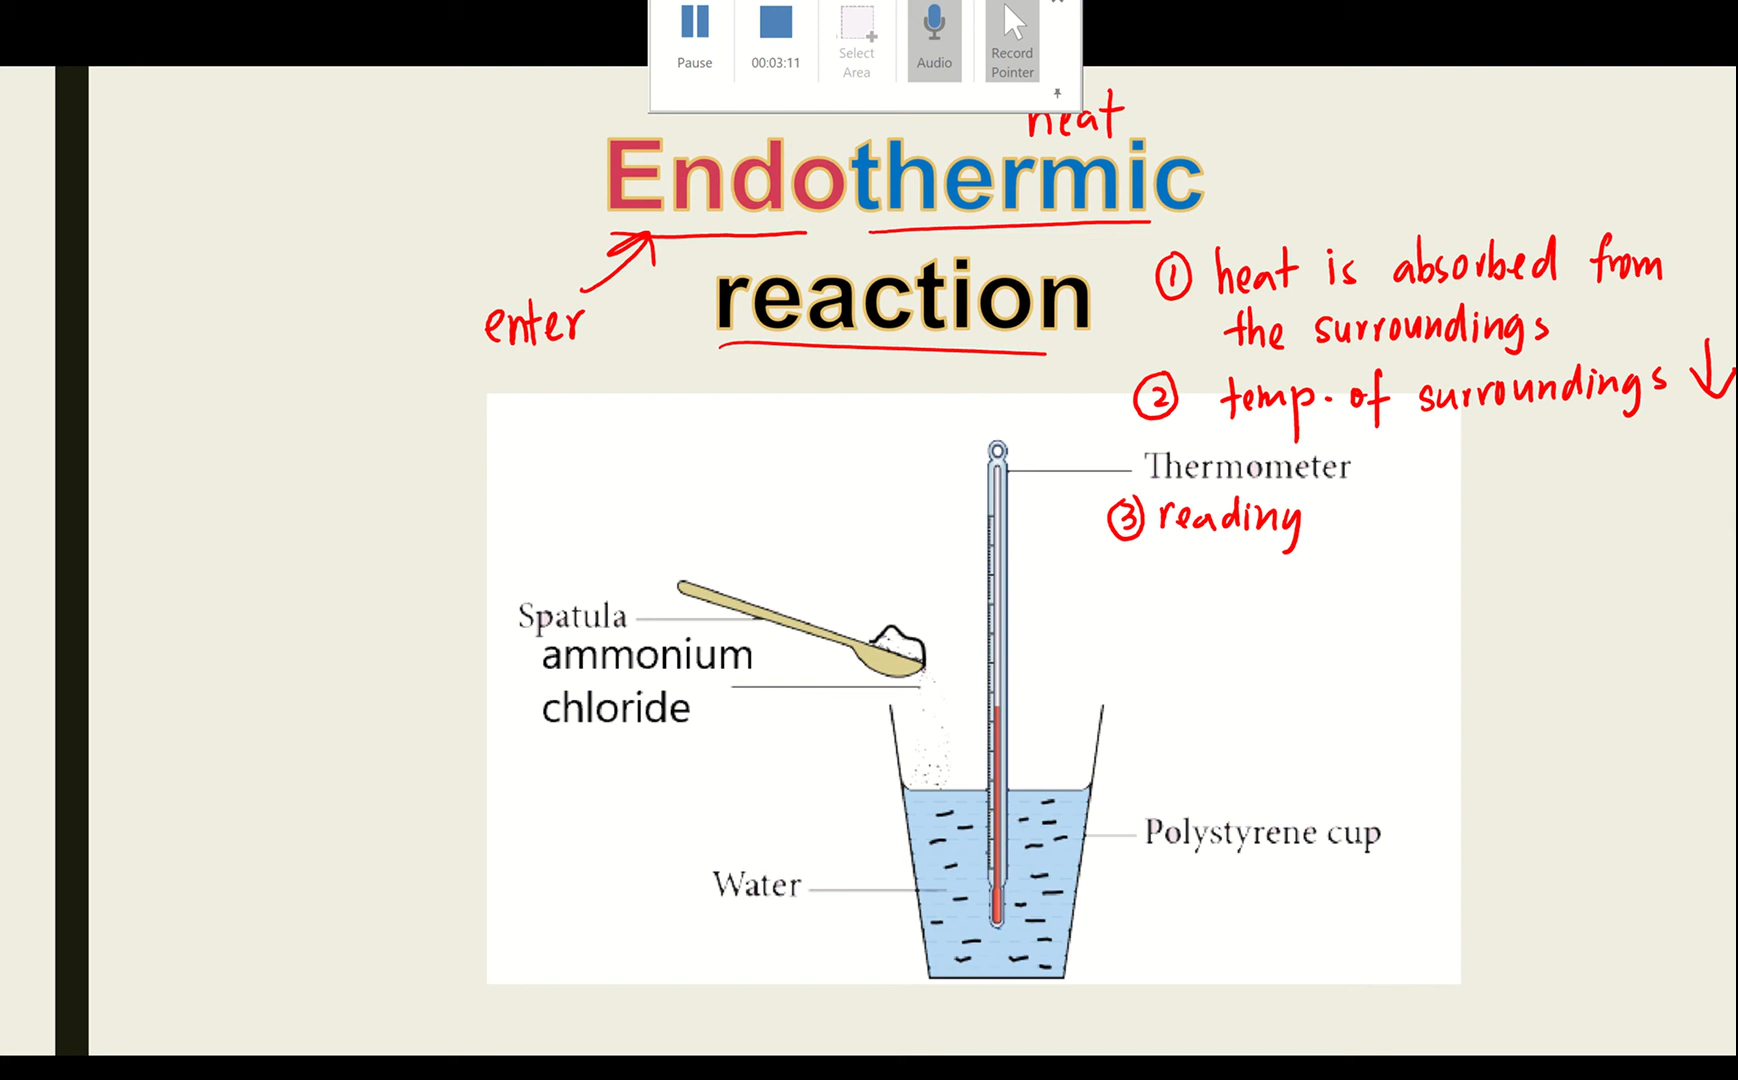 Pause
00:03:11
Select
Area
Audio
Record
Pointer
heat
Endothermic
reaction
enter
① heat is absorbed from
the surroundings
② temp. of surroundings ↓
Thermometer
③ reading
Spatula
ammonium
chloride
Polystyrene cup
Water